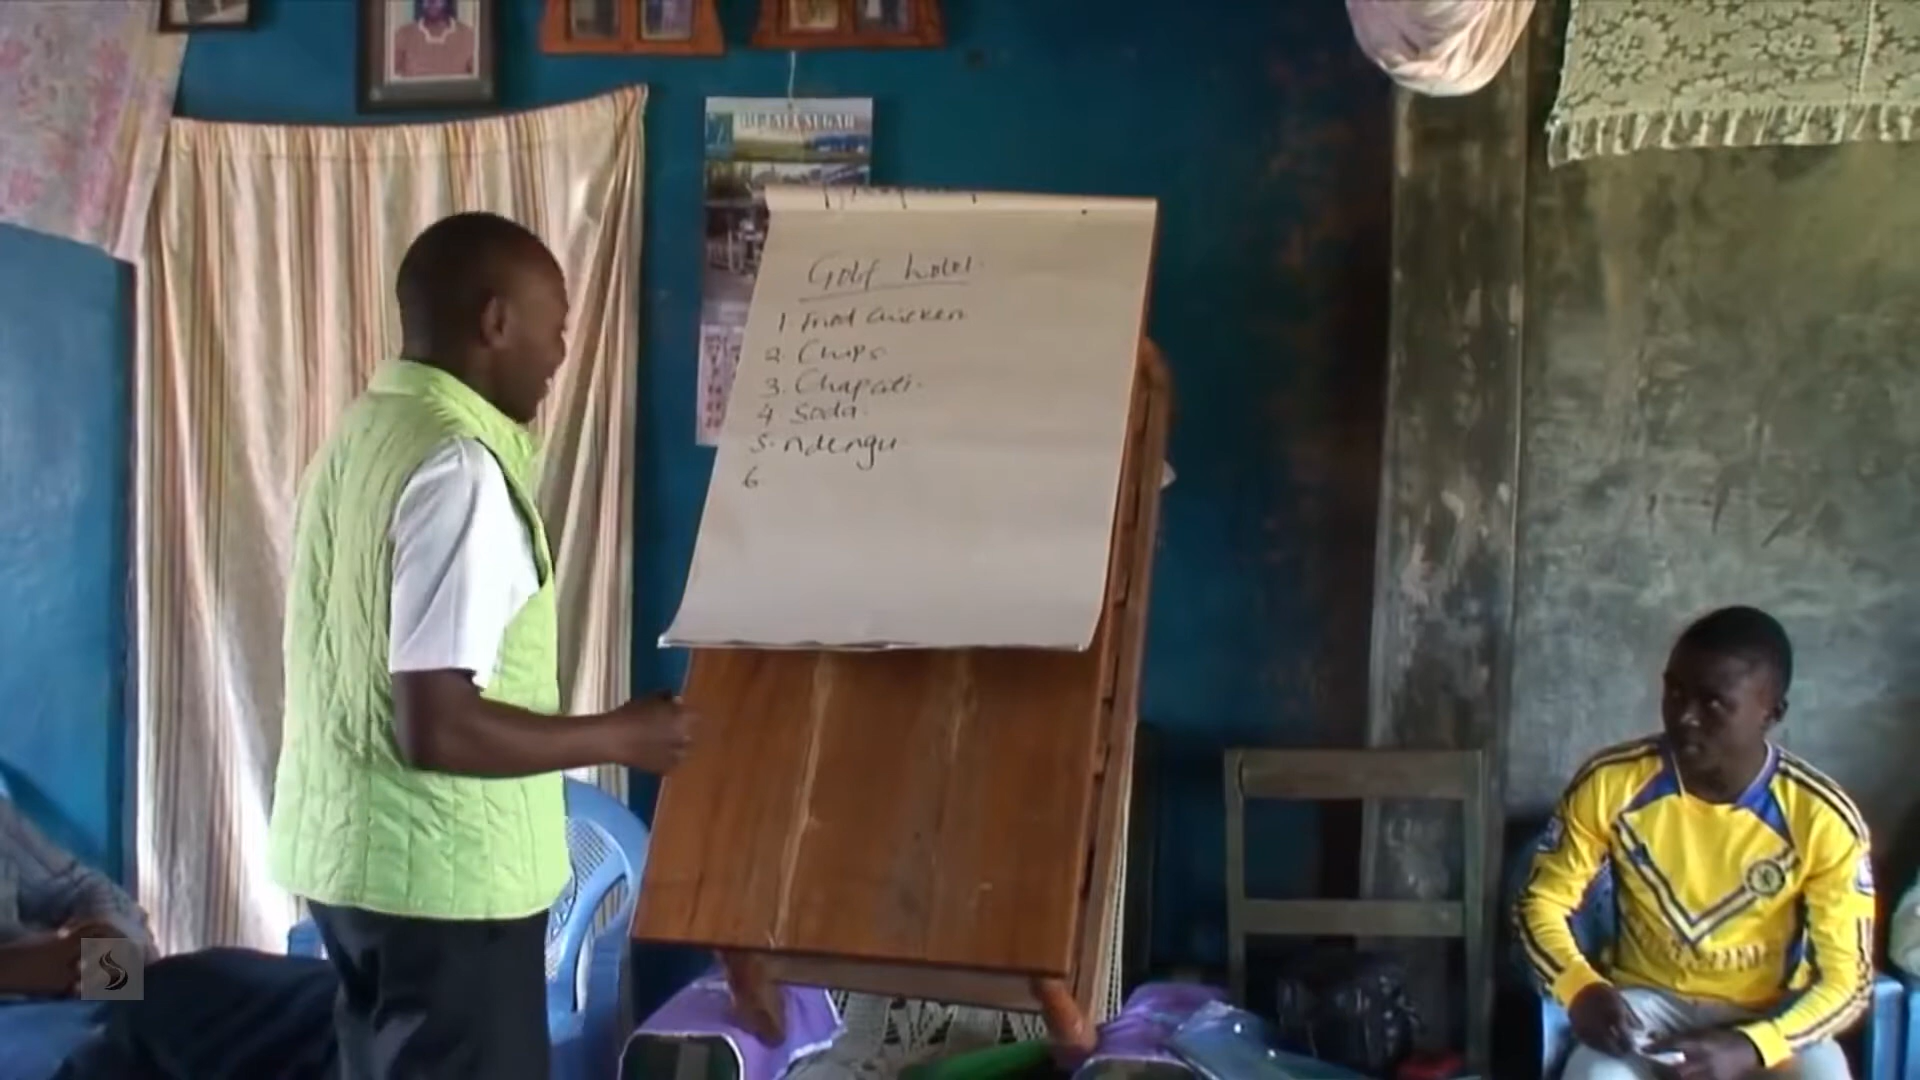 Golf hotel.
1. Fried chicken
2. Chips
3. Chapati.
4 Soda.
5. ndengu
6